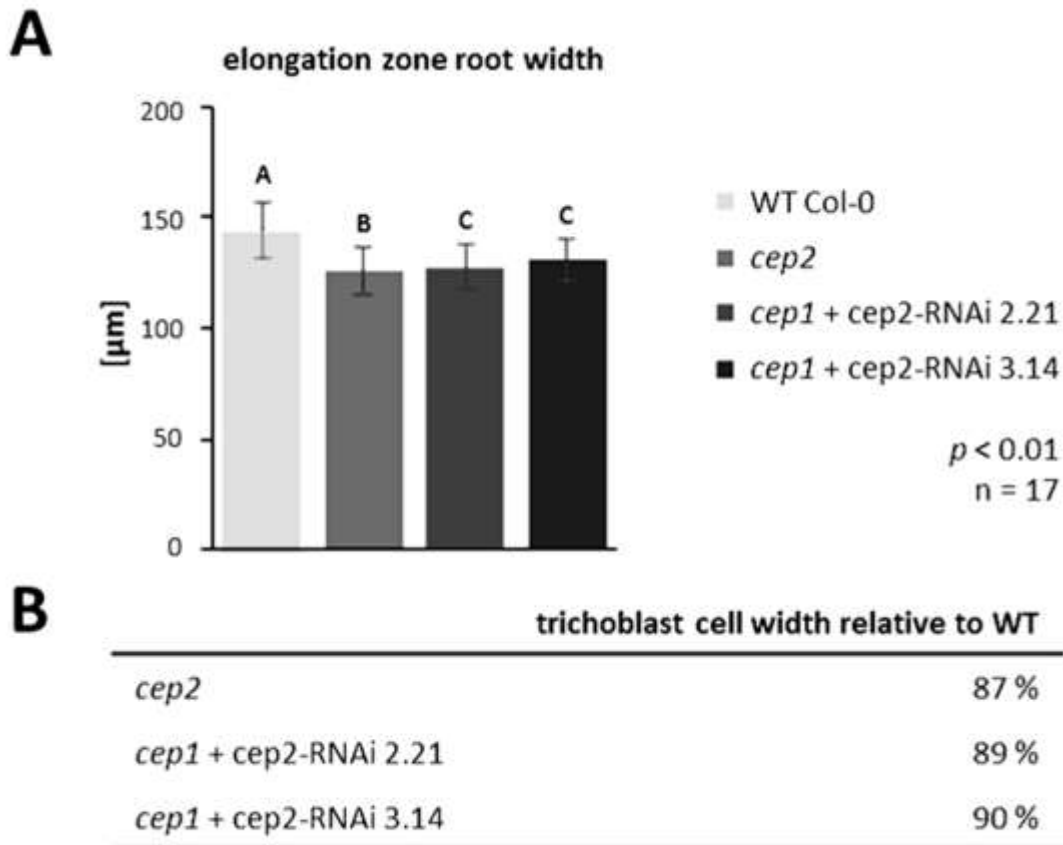 A
elongation zone root width
200
150
100
50
0
[µm]
A
B
C
C
WT Col-0
cep2
cep1 + cep2-RNAi 2.21
cep1 + cep2-RNAi 3.14
p < 0.01
n = 17
B
trichoblast cell width relative to WT
cep2 87 %
cep1 + cep2-RNAi 2.21 89 %
cep1 + cep2-RNAi 3.14 90 %